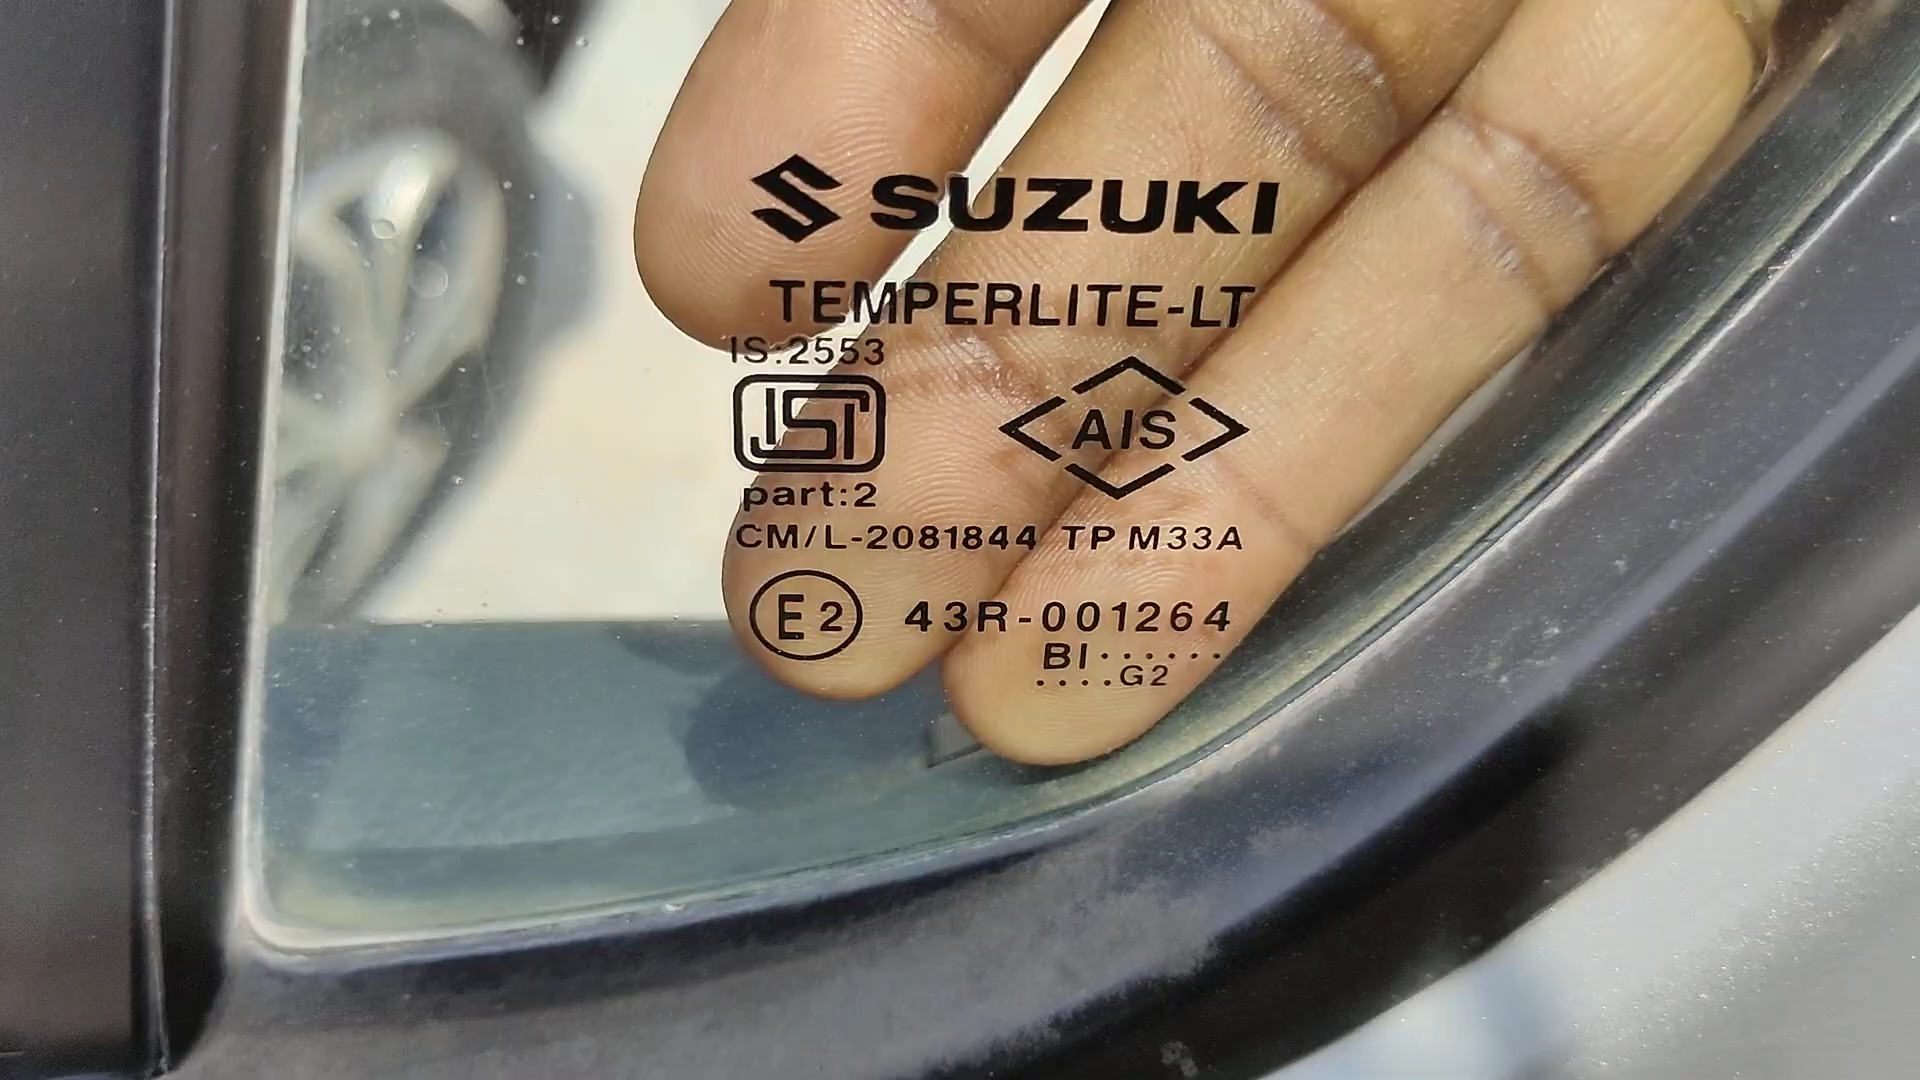 SUZUKI
TEMPERLITE-LT
IS:2553
ISI
AIS
part:2
CM/L-2081844 TP M33A
E2 43R-001264
BI······
....G2